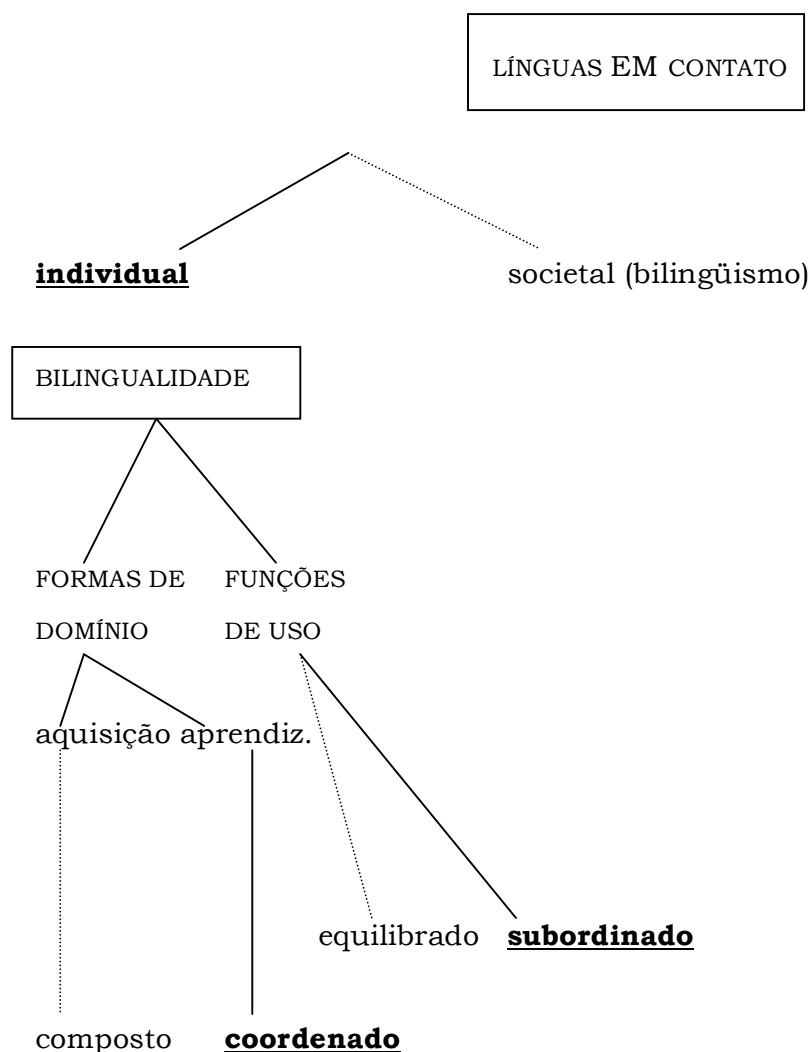 LÍNGUAS EM CONTATO
individual societal (bilingüismo)
BILINGUALIDADE
FORMAS DE FUNÇÕES
DOMÍNIO DE USO
aquisição aprendiz.
equilibrado subordinado
composto coordenado